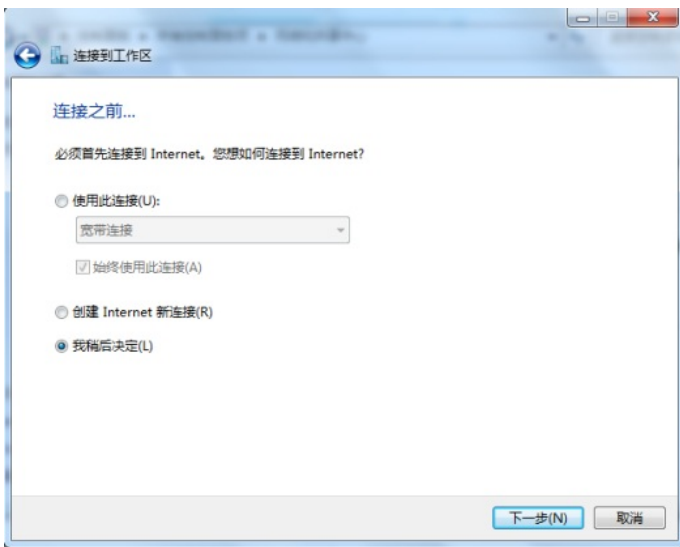 连接到工作区
连接之前...
必须首先连接到 Internet。您想如何连接到 Internet?
使用此连接(U):
宽带连接
始终使用此连接(A)
创建 Internet 新连接(R)
我稍后决定(L)
下一步(N)
取消